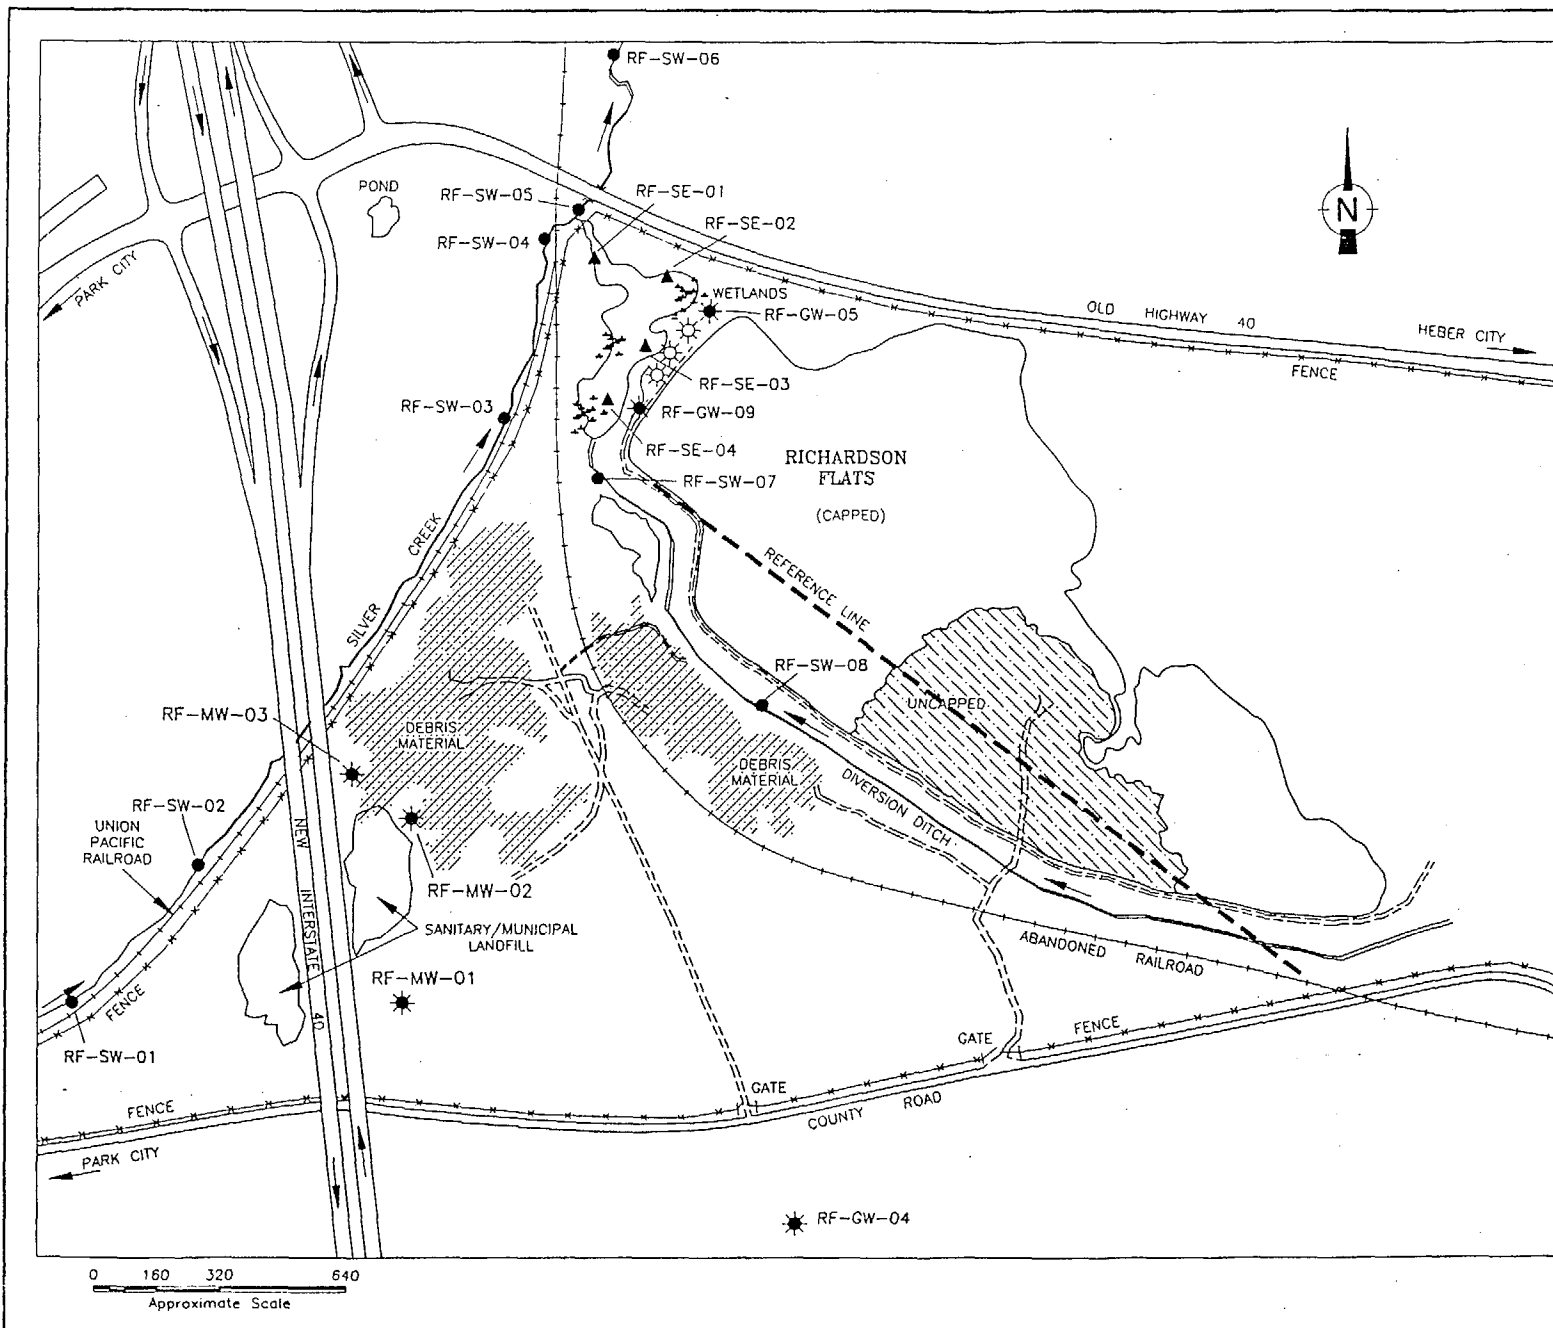 RF-SW-06
POND
RF-SW-05
RF-SE-01
RF-SE-02
RF-SW-04
N
PARK CITY
WETLANDS
RF-GW-05
OLD HIGHWAY 40
HEBER CITY
FENCE
RF-SE-03
RF-SW-03
RF-GW-09
RF-SE-04
RF-SW-07
RICHARDSON
FLATS
(CAPPED)
REFERENCE LINE
SILVER CREEK
RF-SW-08
UNCAPPED
RF-MW-03
DEBRIS
MATERIAL
DEBRIS
MATERIAL
DIVERSION DITCH
RF-SW-02
UNION
PACIFIC
RAILROAD
NEW INTERSTATE 40
RF-MW-02
SANITARY/MUNICIPAL
LANDFILL
ABANDONED RAILROAD
RF-MW-01
FENCE
RF-SW-01
GATE
FENCE
FENCE
GATE
COUNTY ROAD
PARK CITY
RF-GW-04
0 160 320 640
Approximate Scale